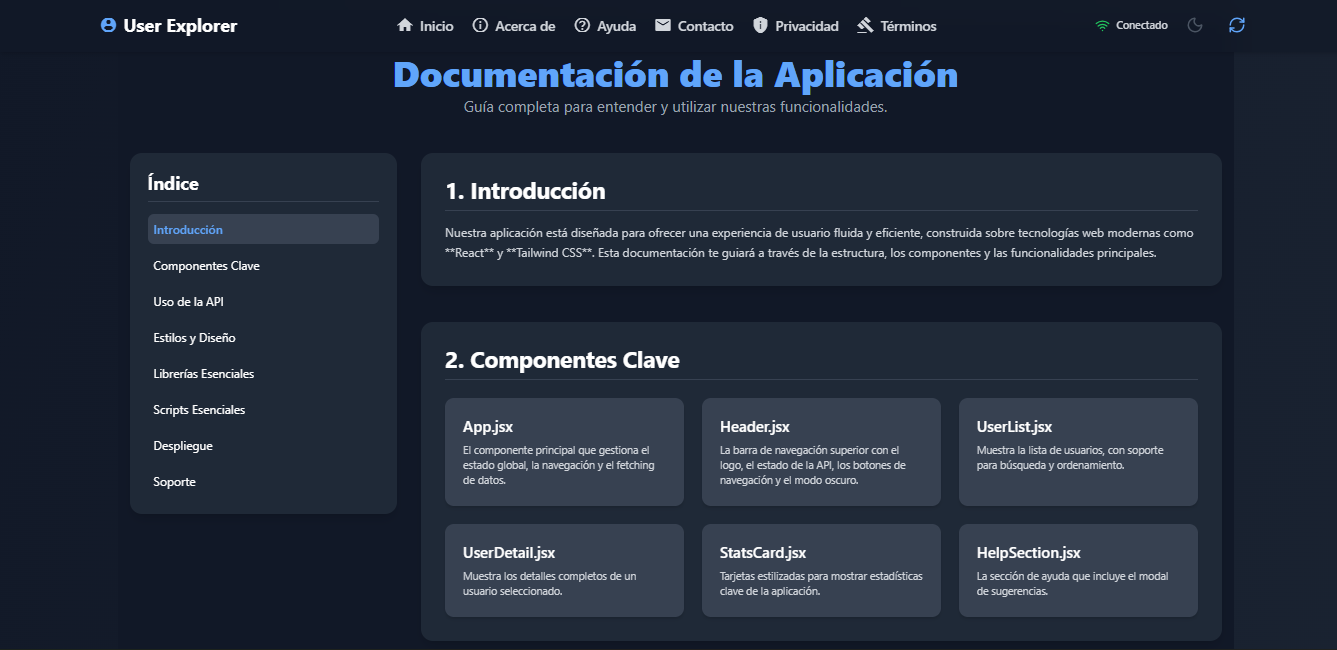 User Explorer
Inicio
Acerca de
Ayuda
Contacto
Privacidad
Términos
Conectado
Documentación de la Aplicación
Guía completa para entender y utilizar nuestras funcionalidades.
Índice
Introducción
Componentes Clave
Uso de la API
Estilos y Diseño
Librerías Esenciales
Scripts Esenciales
Despliegue
Soporte
1. Introducción
Nuestra aplicación está diseñada para ofrecer una experiencia de usuario fluida y eficiente, construida sobre tecnologías web modernas como
**React** y **Tailwind CSS**. Esta documentación te guiará a través de la estructura, los componentes y las funcionalidades principales.
2. Componentes Clave
App.jsx
El componente principal que gestiona el
estado global, la navegación y el fetching
de datos.
Header.jsx
La barra de navegación superior con el
logo, el estado de la API, los botones de
navegación y el modo oscuro.
UserList.jsx
Muestra la lista de usuarios, con soporte
para búsqueda y ordenamiento.
UserDetail.jsx
Muestra los detalles completos de un
usuario seleccionado.
StatsCard.jsx
Tarjetas estilizadas para mostrar estadísticas
clave de la aplicación.
HelpSection.jsx
La sección de ayuda que incluye el modal
de sugerencias.